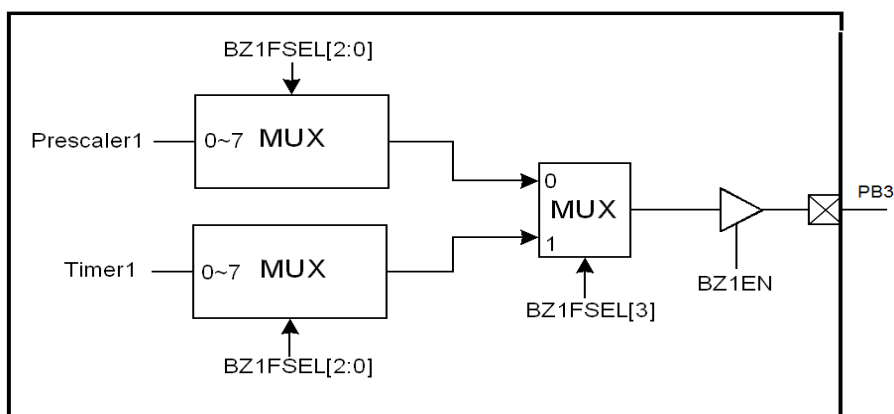 BZ1FSEL[2:0]
Prescaler1
0~7 MUX
0
MUX
1
PB3
BZ1EN
BZ1FSEL[3]
Timer1
0~7 MUX
BZ1FSEL[2:0]